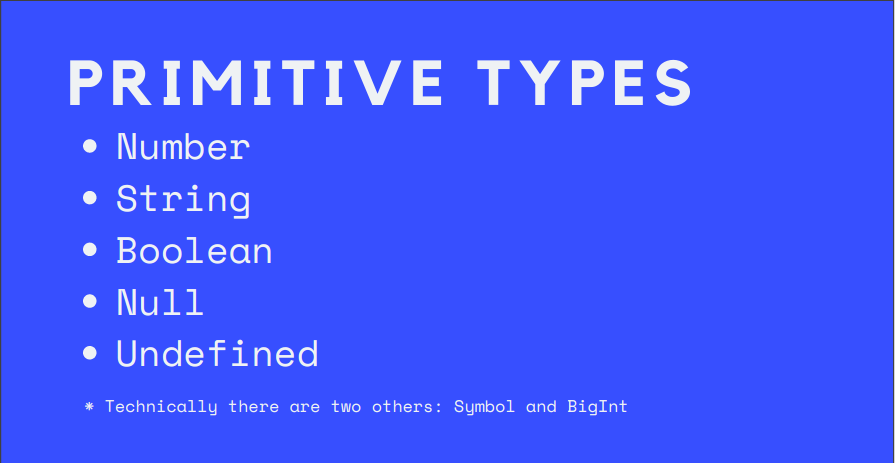 PRIMITIVE TYPES
• Number
• String
• Boolean
• Null
• Undefined
* Technically there are two others: Symbol and BigInt